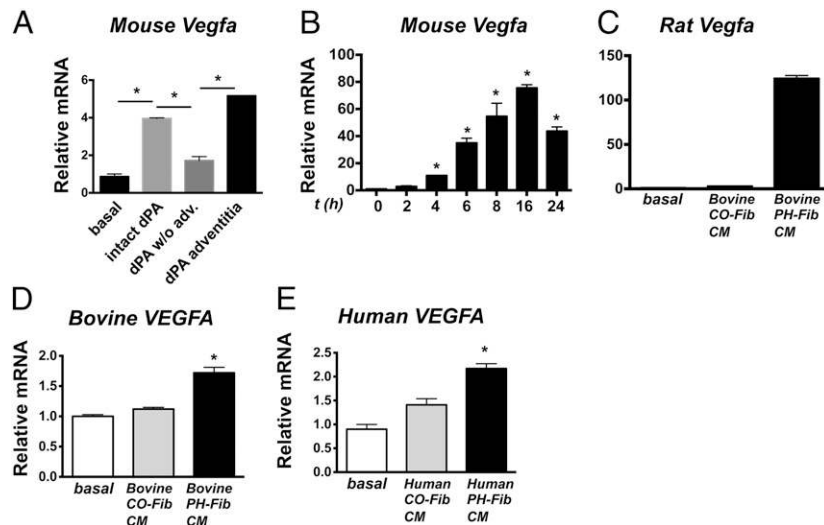 A
Mouse Vegfa
Relative mRNA
6
4
2
0
* * *
basal
intact dPA
dPA w/o adv.
dPA adventitia
B
Mouse Vegfa
Relative mRNA
100
80
60
40
20
0
* * * * *
t (h) 0 2 4 6 8 16 24
C
Rat Vegfa
Relative mRNA
150
100
50
0
basal
Bovine
CO-Fib
CM
Bovine
PH-Fib
CM
D
Bovine VEGFA
Relative mRNA
2.0
1.5
1.0
0.5
0.0
*
basal
Bovine
CO-Fib
CM
Bovine
PH-Fib
CM
E
Human VEGFA
Relative mRNA
2.5
2.0
1.5
1.0
0.5
0.0
*
basal
Human
CO-Fib
CM
Human
PH-Fib
CM